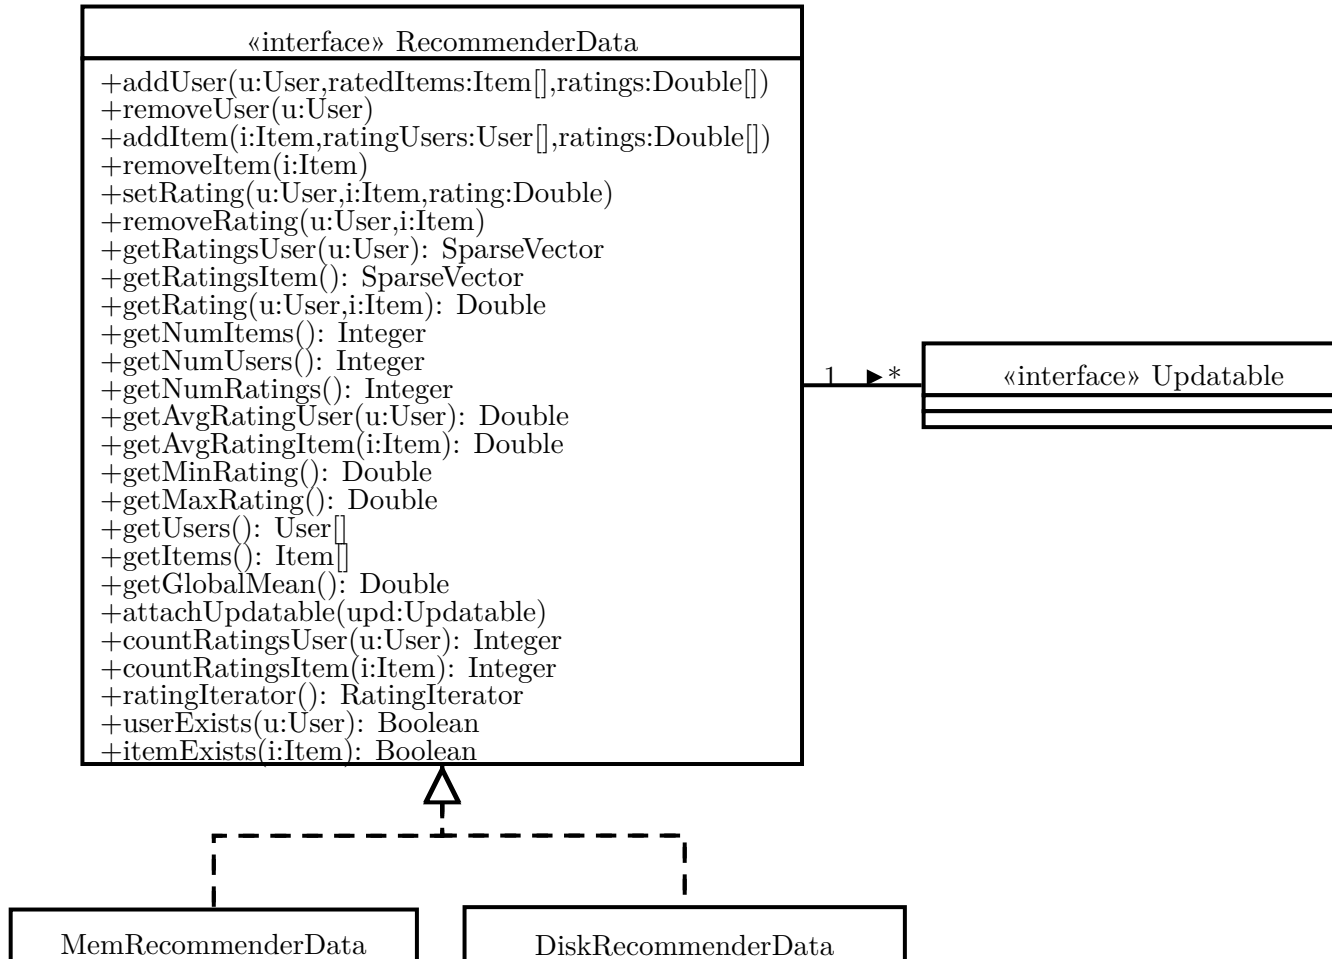 «interface» RecommenderData
+addUser(u:User,ratedItems:Item[],ratings:Double[])
+removeUser(u:User)
+addItem(i:Item,ratingUsers:User[],ratings:Double[])
+removeItem(i:Item)
+setRating(u:User,i:Item,rating:Double)
+removeRating(u:User,i:Item)
+getRatingsUser(u:User): SparseVector
+getRatingsItem(): SparseVector
+getRating(u:User,i:Item): Double
+getNumItems(): Integer
+getNumUsers(): Integer
+getNumRatings(): Integer
+getAvgRatingUser(u:User): Double
+getAvgRatingItem(i:Item): Double
+getMinRating(): Double
+getMaxRating(): Double
+getUsers(): User[]
+getItems(): Item[]
+getGlobalMean(): Double
+attachUpdatable(upd:Updatable)
+countRatingsUser(u:User): Integer
+countRatingsItem(i:Item): Integer
+ratingIterator(): RatingIterator
+userExists(u:User): Boolean
+itemExists(i:Item): Boolean
1 ▶ *
«interface» Updatable
MemRecommenderData
DiskRecommenderData